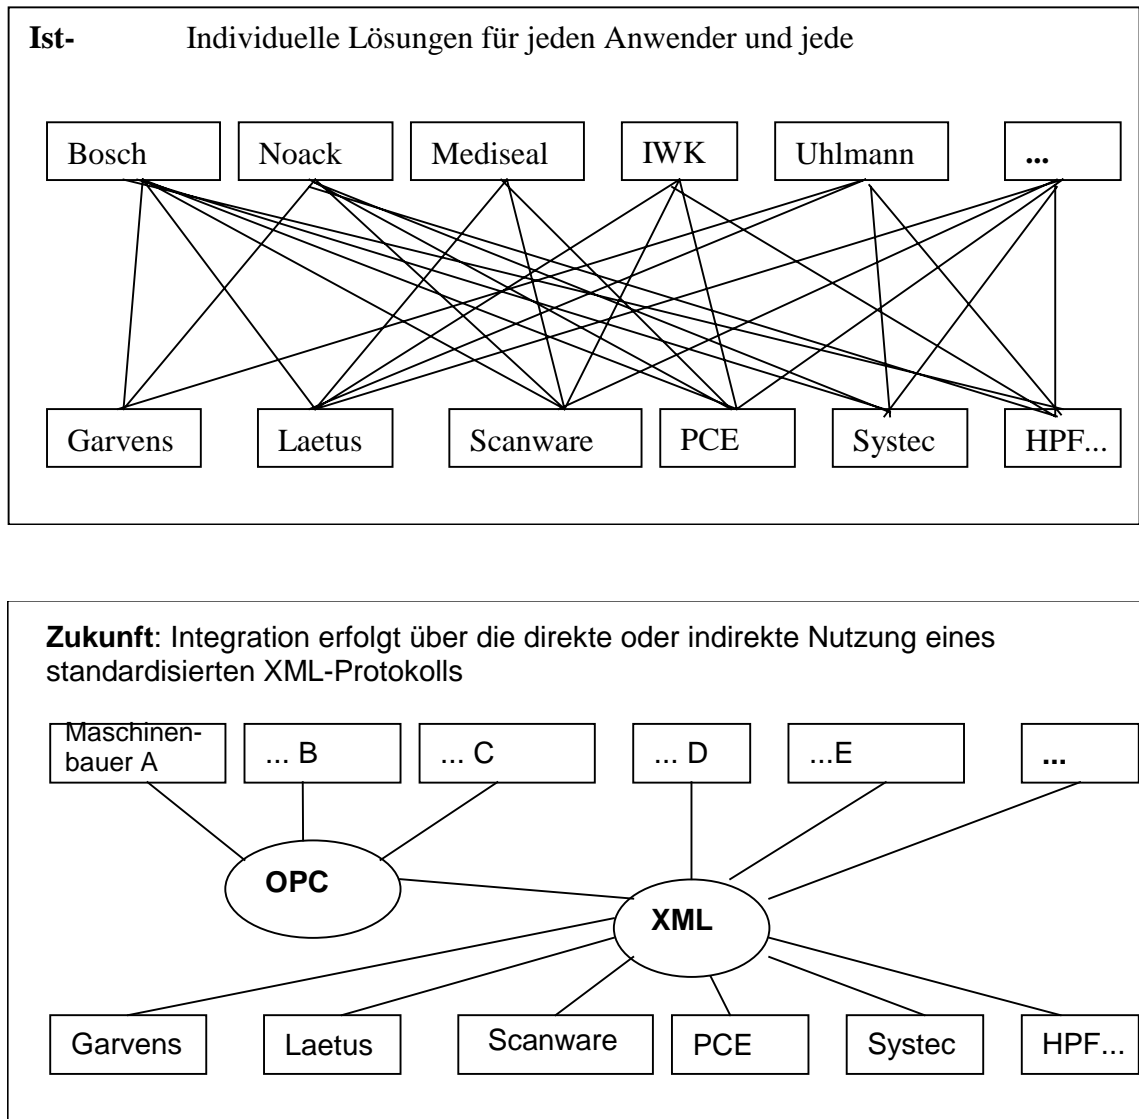 Ist- Individuelle Lösungen für jeden Anwender und jede
Bosch Noack Mediseal IWK Uhlmann ...
Garvens Laetus Scanware PCE Systec HPF...
Zukunft: Integration erfolgt über die direkte oder indirekte Nutzung eines
standardisierten XML-Protokolls
Maschinen-
bauer A ... B ... C ... D ...E ...
OPC
XML
Garvens Laetus Scanware PCE Systec HPF...